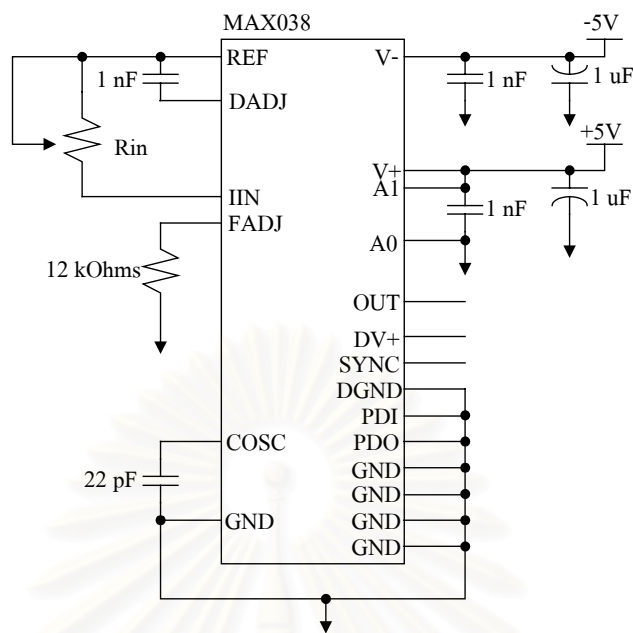 MAX038
-5V
REF
V-
1 nF
1 nF
1 uF
DADJ
+5V
Rin
V+
A1
IIN
1 nF
1 uF
FADJ
A0
12 kOhms
OUT
DV+
SYNC
DGND
PDI
COSC
PDO
GND
22 pF
GND
GND
GND
GND